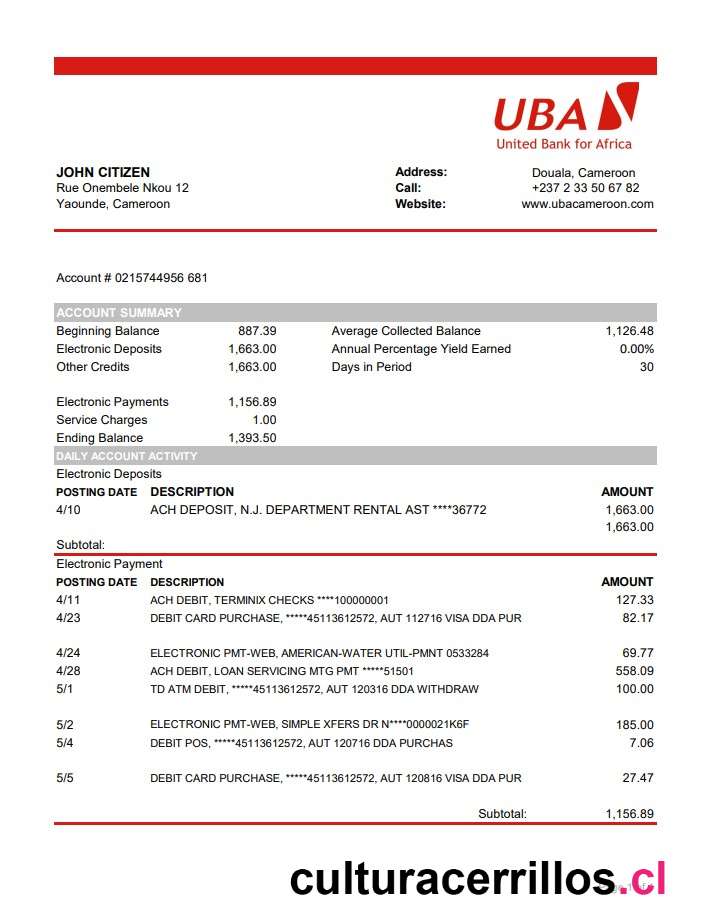 UBA
United Bank for Africa
JOHN CITIZEN Address: Douala, Cameroon
Rue Onembele Nkou 12 Call: +237 2 33 50 67 82
Yaounde, Cameroon Website: www.ubacameroon.com
Account # 0215744956 681
ACCOUNT SUMMARY
Beginning Balance 887.39 Average Collected Balance 1,126.48
Electronic Deposits 1,663.00 Annual Percentage Yield Earned 0.00%
Other Credits 1,663.00 Days in Period 30
Electronic Payments 1,156.89
Service Charges 1.00
Ending Balance 1,393.50
DAILY ACCOUNT ACTIVITY
Electronic Deposits
POSTING DATE DESCRIPTION AMOUNT
4/10 ACH DEPOSIT, N.J. DEPARTMENT RENTAL AST ****36772 1,663.00
1,663.00
Subtotal:
Electronic Payment
POSTING DATE DESCRIPTION AMOUNT
4/11 ACH DEBIT, TERMINIX CHECKS ****100000001 127.33
4/23 DEBIT CARD PURCHASE, *****45113612572, AUT 112716 VISA DDA PUR 82.17
4/24 ELECTRONIC PMT-WEB, AMERICAN-WATER UTIL-PMNT 0533284 69.77
4/28 ACH DEBIT, LOAN SERVICING MTG PMT *****51501 558.09
5/1 TD ATM DEBIT, *****45113612572, AUT 120316 DDA WITHDRAW 100.00
5/2 ELECTRONIC PMT-WEB, SIMPLE XFERS DR N****0000021K6F 185.00
5/4 DEBIT POS, *****45113612572, AUT 120716 DDA PURCHAS 7.06
5/5 DEBIT CARD PURCHASE, *****45113612572, AUT 120816 VISA DDA PUR 27.47
Subtotal: 1,156.89
culturacerrillos.cl